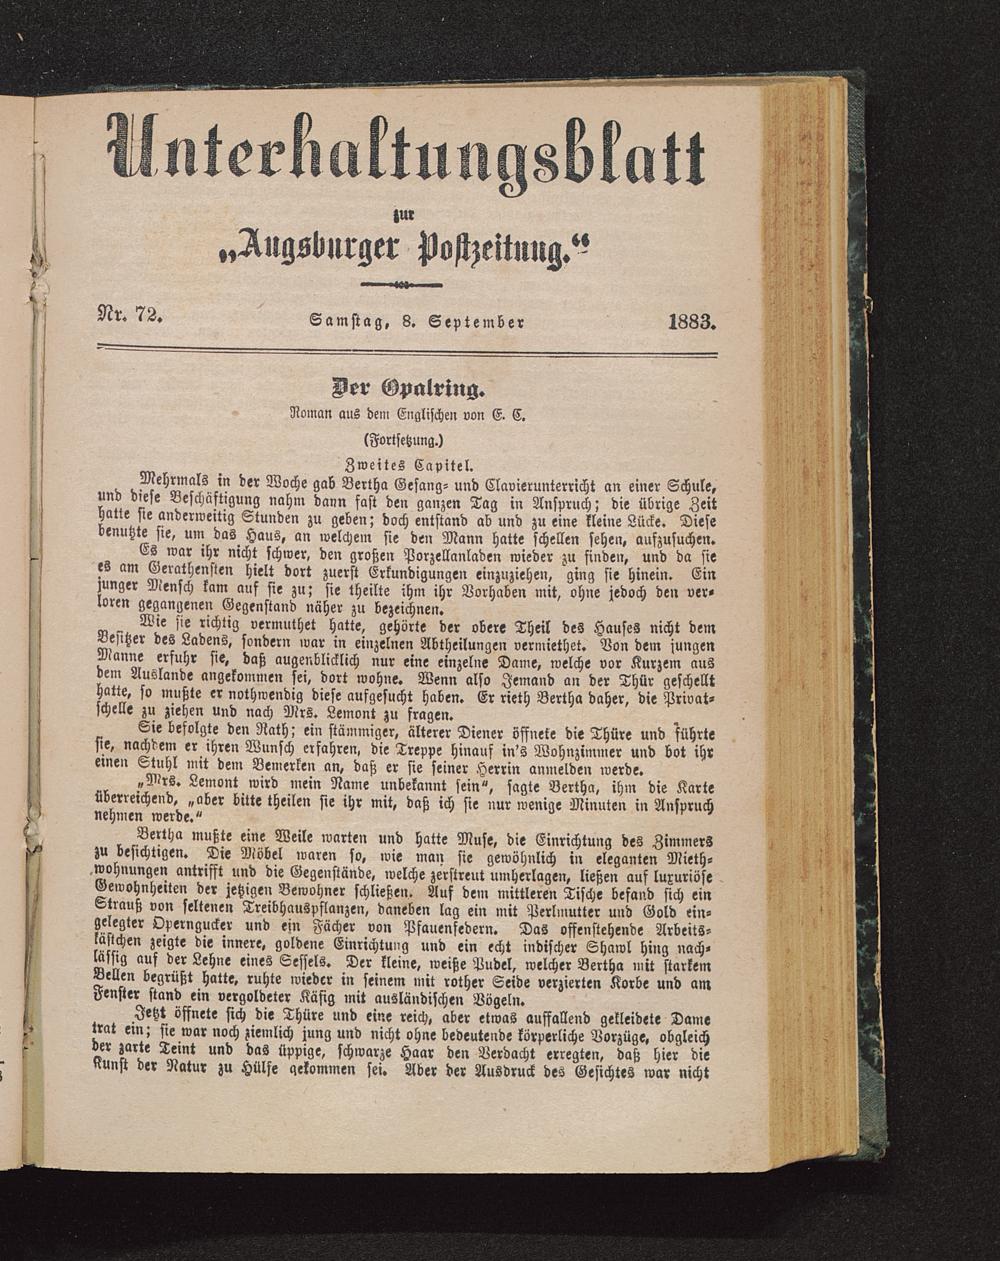 Unterhaltungsblatt
zur
„Augsburger Postzeitung.“
Nr. 72.
Samstag, 8. September
1883.
Der Opalring.
Roman aus dem Englischen von E. C.
(Fortsetzung.)
Zweites Capitel.
Mehrmals in der Woche gab Bertha Gesang- und Clavierunterricht an einer Schule,
und diese Beschäftigung nahm dann fast den ganzen Tag in Anspruch; die übrige Zeit
hatte sie anderweitig Stunden zu geben; doch entstand ab und zu eine kleine Lücke. Diese
benutzte sie, um das Haus, an welchem sie den Mann hatte schellen sehen, aufzusuchen.
Es war ihr nicht schwer, den großen Porzellanladen wieder zu finden, und da sie
es am Gerathensten hielt dort zuerst Erkundigungen einzuziehen, ging sie hinein. Ein
junger Mensch kam auf sie zu; sie theilte ihm ihr Vorhaben mit, ohne jedoch den ver-
loren gegangenen Gegenstand näher zu bezeichnen.
Wie sie richtig vermuthet hatte, gehörte der obere Theil des Hauses nicht dem
Besitzer des Ladens, sondern war in einzelnen Abtheilungen vermiethet. Von dem jungen
Manne erfuhr sie, daß augenblicklich nur eine einzelne Dame, welche vor Kurzem aus
dem Auslande angekommen sei, dort wohne. Wenn also Jemand an der Thür geschellt
hatte, so mußte er nothwendig diese aufgesucht haben. Er rieth Bertha daher, die Privat-
schelle zu ziehen und nach Mrs. Lemont zu fragen.
Sie befolgte den Rath; ein stämmiger, älterer Diener öffnete die Thüre und führte
sie, nachdem er ihren Wunsch erfahren, die Treppe hinauf in's Wohnzimmer und bot ihr
einen Stuhl mit dem Bemerken an, daß er sie seiner Herrin anmelden werde.
„Mrs. Lemont wird mein Name unbekannt sein“, sagte Bertha, ihm die Karte
überreichend, „aber bitte theilen sie ihr mit, daß ich sie nur wenige Minuten in Anspruch
nehmen werde.“
Bertha mußte eine Weile warten und hatte Muse, die Einrichtung des Zimmers
zu besichtigen. Die Möbel waren so, wie man sie gewöhnlich in eleganten Mieth-
wohnungen antrifft und die Gegenstände, welche zerstreut umherlagen, ließen auf luxuriöse
Gewohnheiten der jetzigen Bewohner schließen. Auf dem mittleren Tische befand sich ein
Strauß von seltenen Treibhauspflanzen, daneben lag ein mit Perlmutter und Gold ein-
gelegter Operngucker und ein Fächer von Pfauenfedern. Das offenstehende Arbeits-
kästchen zeigte die innere, goldene Einrichtung und ein echt indischer Shawl hing nach-
lässig auf der Lehne eines Sessels. Der kleine, weiße Pudel, welcher Bertha mit starkem
Bellen begrüßt hatte, ruhte wieder in seinem mit rother Seide verzierten Korbe und am
Fenster stand ein vergoldeter Käfig mit ausländischen Vögeln.
Jetzt öffnete sich die Thüre und eine reich, aber etwas auffallend gekleidete Dame
trat ein; sie war noch ziemlich jung und nicht ohne bedeutende körperliche Vorzüge, obgleich
der zarte Teint und das üppige, schwarze Haar den Verdacht erregten, daß hier die
Kunst der Natur zu Hülfe gekommen sei. Aber der Ausdruck des Gesichtes war nicht